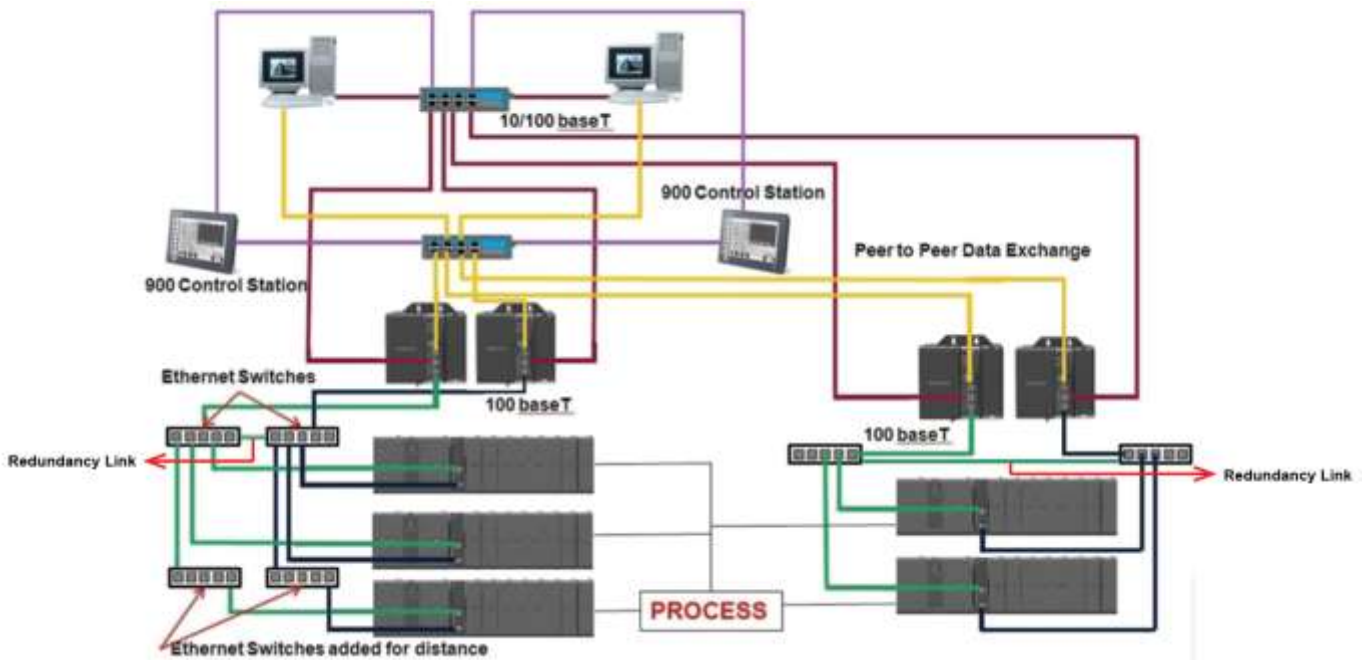 10/100 baseT
900 Control Station
Peer to Peer Data Exchange
900 Control Station
Ethernet Switches
100 baseT
100 baseT
Redundancy Link
Redundancy Link
PROCESS
Ethernet Switches added for distance